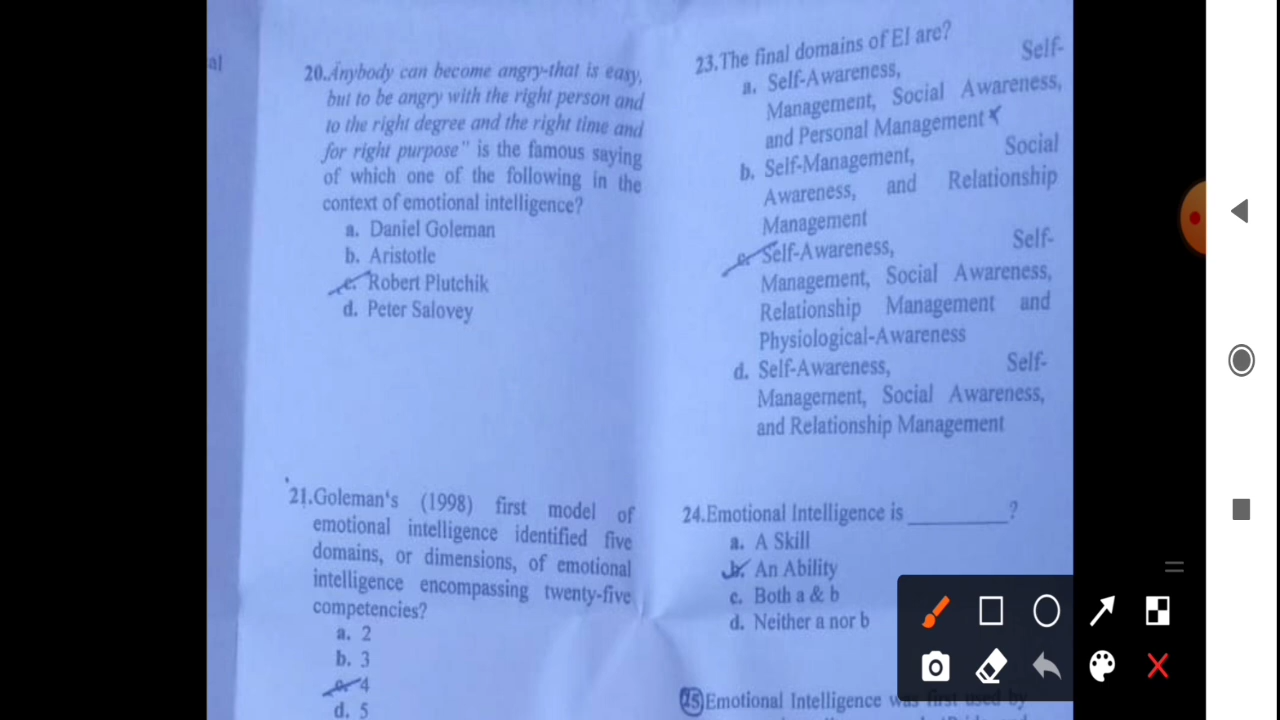 al
20.Anybody can become angry-that is easy,
but to be angry with the right person and
to the right degree and the right time and
for right purpose" is the famous saying
of which one of the following in the
context of emotional intelligence?
a. Daniel Goleman
b. Aristotle
c. Robert Plutchik
d. Peter Salovey
21.Goleman's (1998) first model of
emotional intelligence identified five
domains, or dimensions, of emotional
intelligence encompassing twenty-five
competencies?
a. 2
b. 3
c. 4
d. 5
23.The final domains of EI are?
a. Self-Awareness, Self-
Management, Social Awareness,
and Personal Management
b. Self-Management, Social
Awareness, and Relationship
Management
c. Self-Awareness, Self-
Management, Social Awareness,
Relationship Management and
Physiological-Awareness
d. Self-Awareness, Self-
Management, Social Awareness,
and Relationship Management
24.Emotional Intelligence is ________?
a. A Skill
b. An Ability
c. Both a & b
d. Neither a nor b
25 Emotional Intelligence was first used by